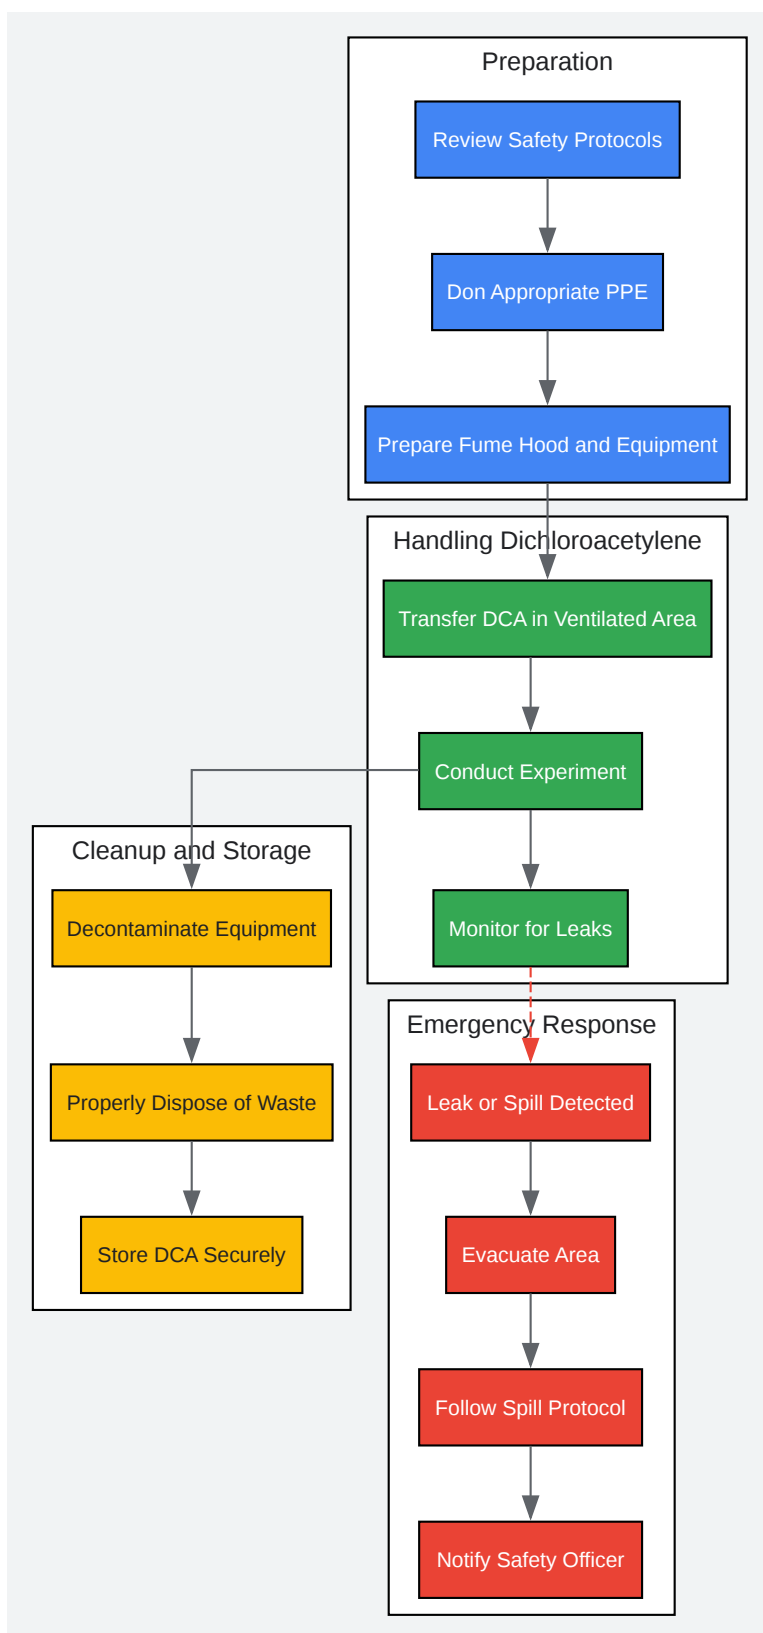 Preparation
Review Safety Protocols
Don Appropriate PPE
Prepare Fume Hood and Equipment
Handling Dichloroacetylene
Transfer DCA in Ventilated Area
Conduct Experiment
Monitor for Leaks
Cleanup and Storage
Decontaminate Equipment
Properly Dispose of Waste
Store DCA Securely
Emergency Response
Leak or Spill Detected
Evacuate Area
Follow Spill Protocol
Notify Safety Officer